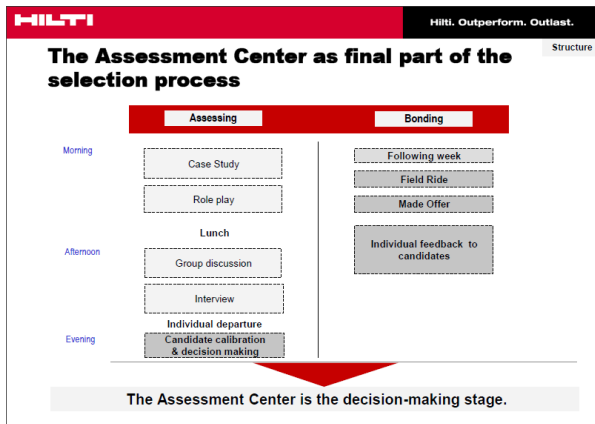 HILTI
Hilti. Outperform. Outlast.
Structure
The Assessment Center as final part of the
selection process
Assessing
Bonding
Morning
Case Study
Role play
Lunch
Afternoon
Group discussion
Interview
Individual departure
Evening
Candidate calibration
& decision making
Following week
Field Ride
Made Offer
Individual feedback to
candidates
The Assessment Center is the decision-making stage.